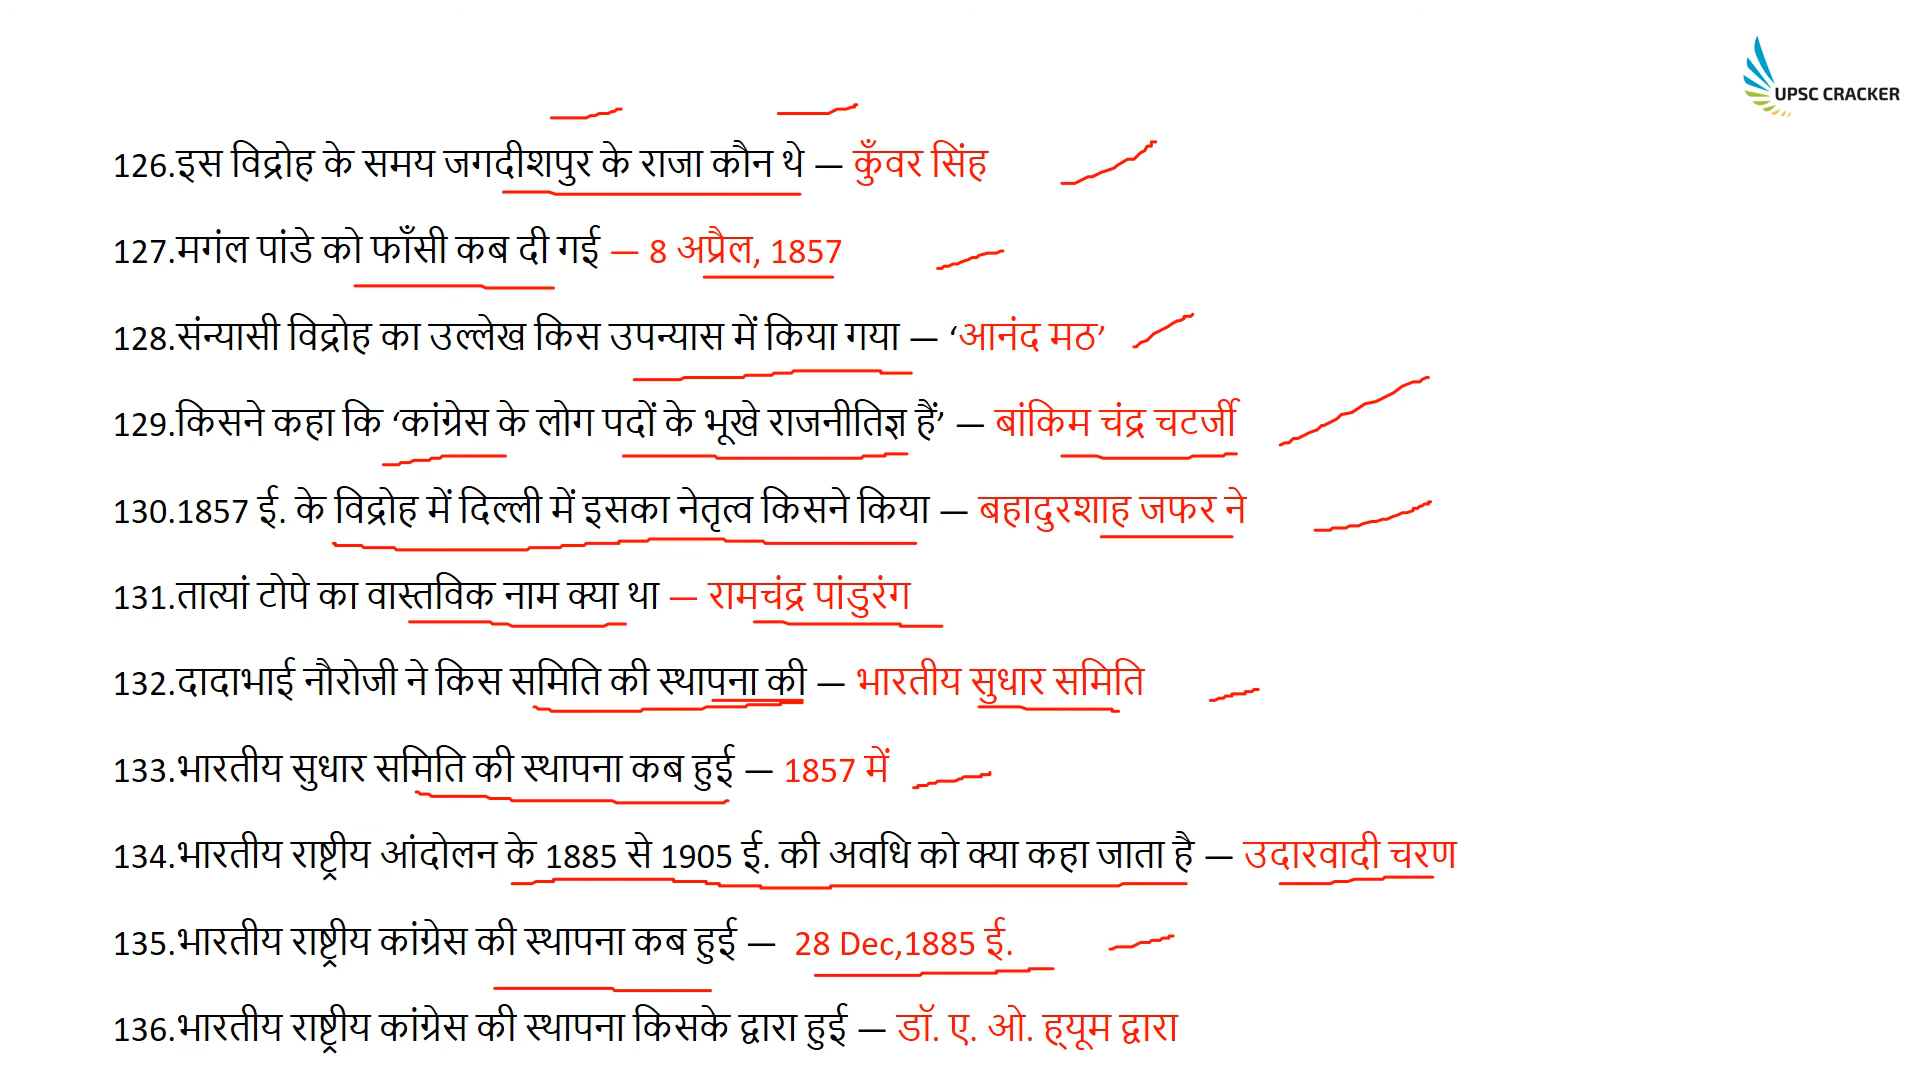 UPSC CRACKER
126.इस विद्रोह के समय जगदीशपुर के राजा कौन थे — कुँवर सिंह
127.मगंल पांडे को फाँसी कब दी गई — 8 अप्रैल, 1857
128.संन्यासी विद्रोह का उल्लेख किस उपन्यास में किया गया — ‘आनंद मठ’
129.किसने कहा कि ‘कांग्रेस के लोग पदों के भूखे राजनीतिज्ञ हैं’ — बांकिम चंद्र चटर्जी
130.1857 ई. के विद्रोह में दिल्ली में इसका नेतृत्व किसने किया — बहादुरशाह जफर ने
131.तात्यां टोपे का वास्तविक नाम क्या था — रामचंद्र पांडुरंग
132.दादाभाई नौरोजी ने किस समिति की स्थापना की — भारतीय सुधार समिति
133.भारतीय सुधार समिति की स्थापना कब हुई — 1857 में
134.भारतीय राष्ट्रीय आंदोलन के 1885 से 1905 ई. की अवधि को क्या कहा जाता है — उदारवादी चरण
135.भारतीय राष्ट्रीय कांग्रेस की स्थापना कब हुई — 28 Dec,1885 ई.
136.भारतीय राष्ट्रीय कांग्रेस की स्थापना किसके द्वारा हुई — डॉ. ए. ओ. ह्यूम द्वारा